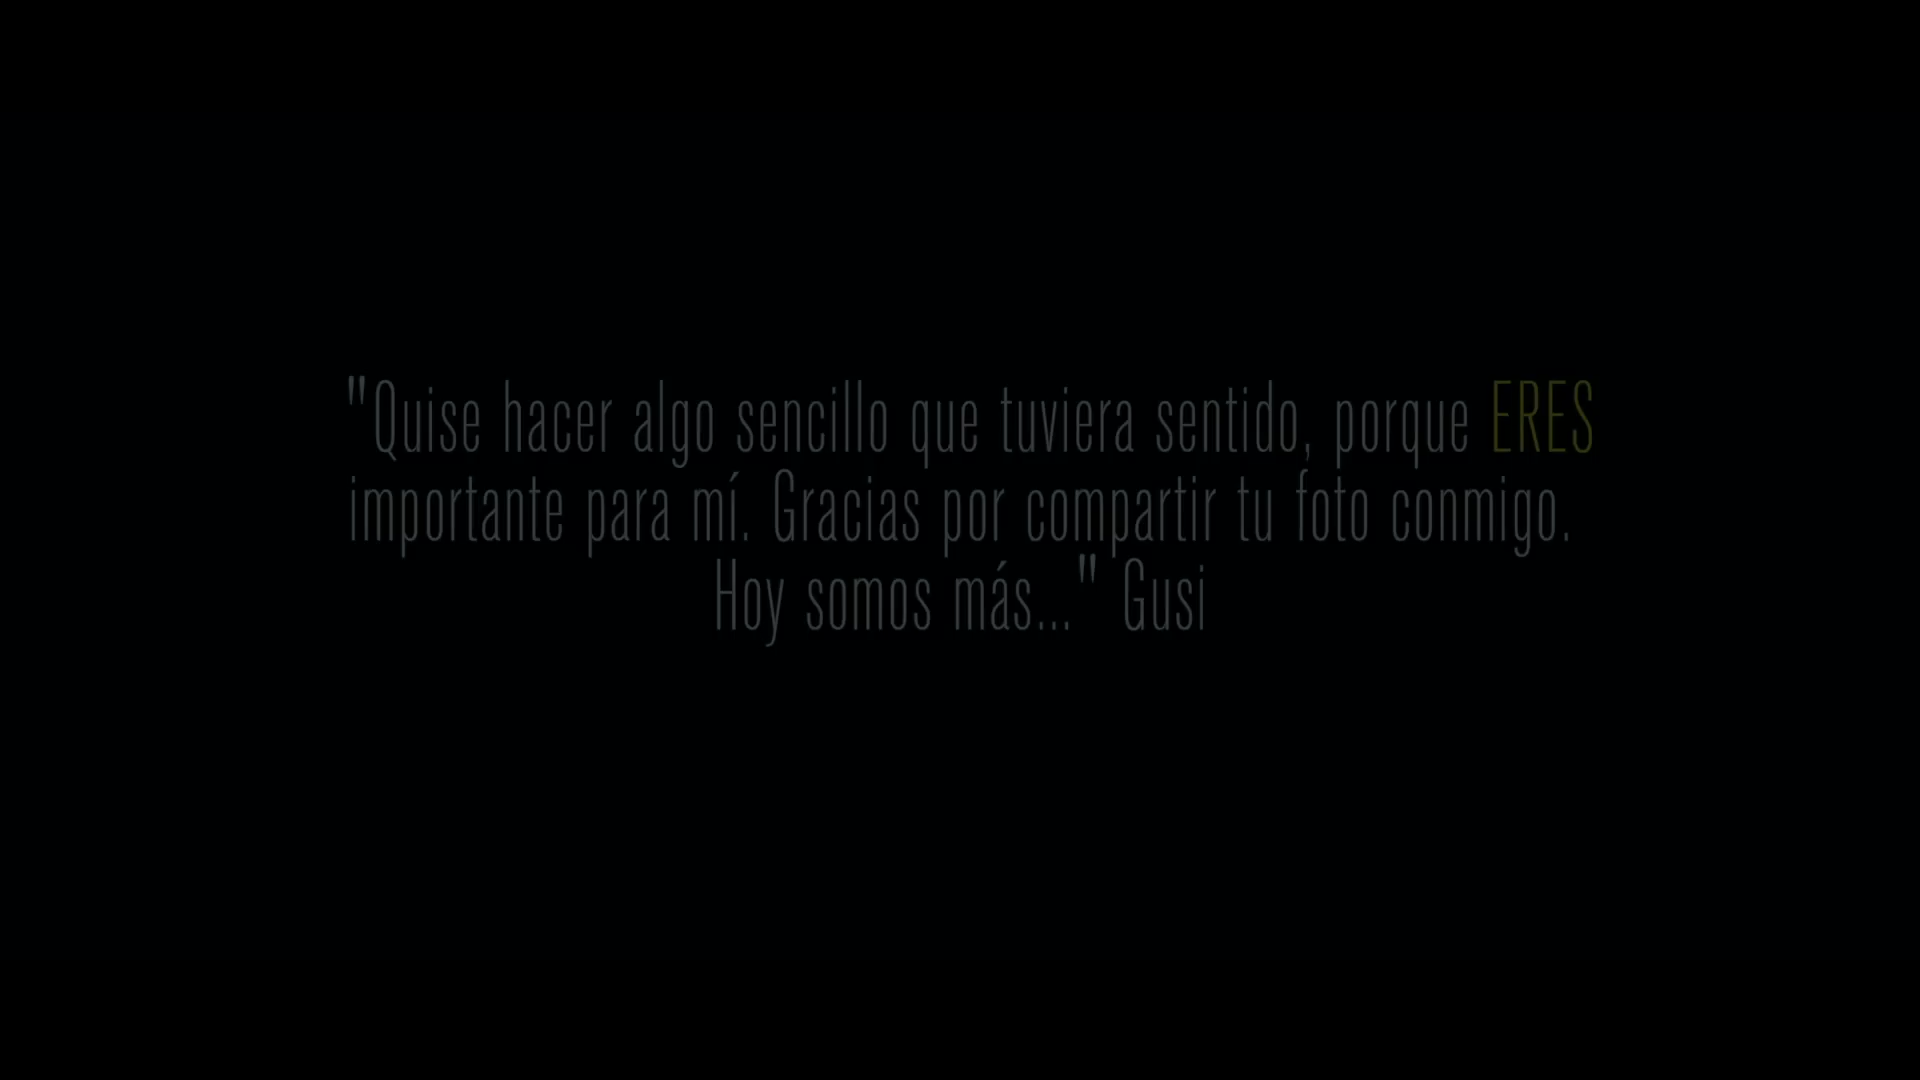 "Quise hacer algo sencillo que tuviera sentido, porque ERES
importante para mí. Gracias por compartir tu foto conmigo.
Hoy somos más..." Gusi